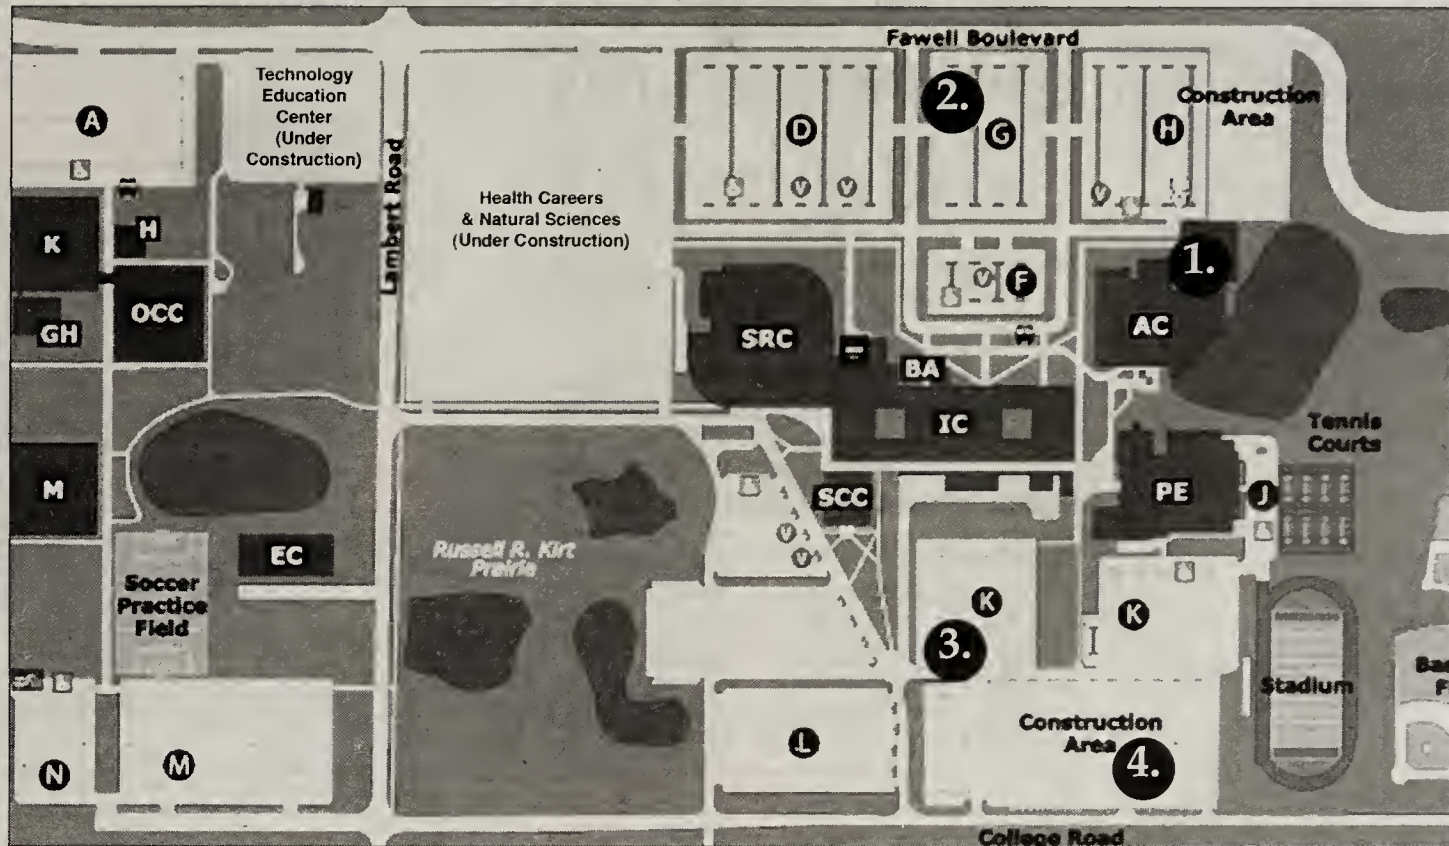 Fawell Boulevard
Technology
Education
Center
(Under
Construction)
A
2.
D
G
H
Construction
Area
Lambert Road
Health Careers
& Natural Sciences
(Under Construction)
V
V
V
K
H
1.
V
F
OCC
GH
SRC
AC
BA
IC
Tennis
Courts
M
SCC
PE
J
V
V
EC
Russell R. Kirt
Prairie
Soccer
Practice
Field
K
K
3.
Stadium
Construction
Area
4.
L
N
M
College Road